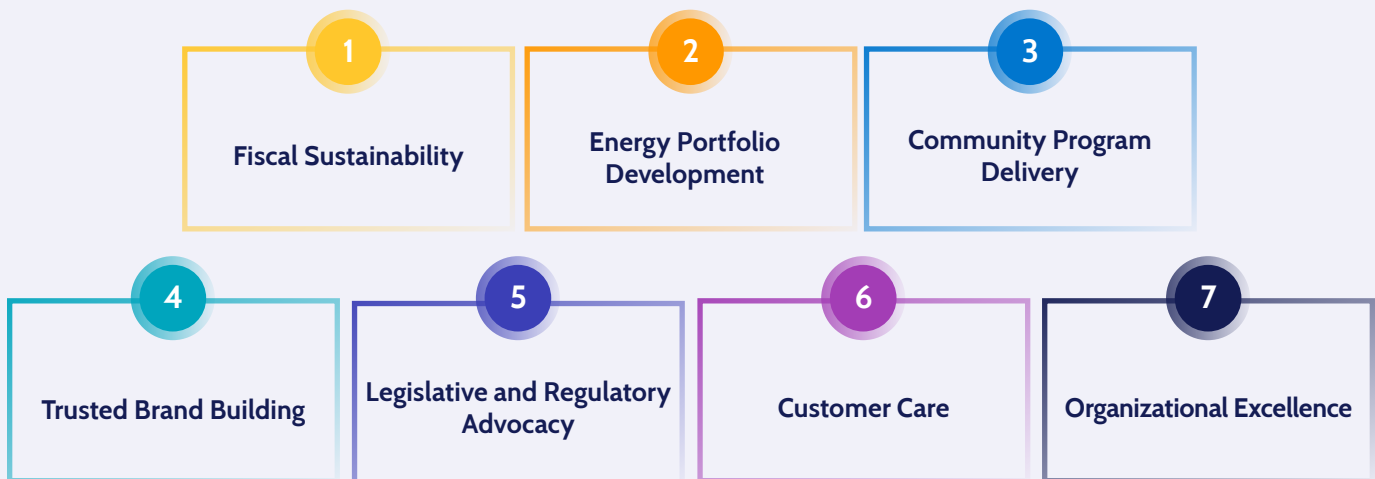 1
Fiscal Sustainability
2
Energy Portfolio
Development
3
Community Program
Delivery
4
Trusted Brand Building
5
Legislative and Regulatory
Advocacy
6
Customer Care
7
Organizational Excellence